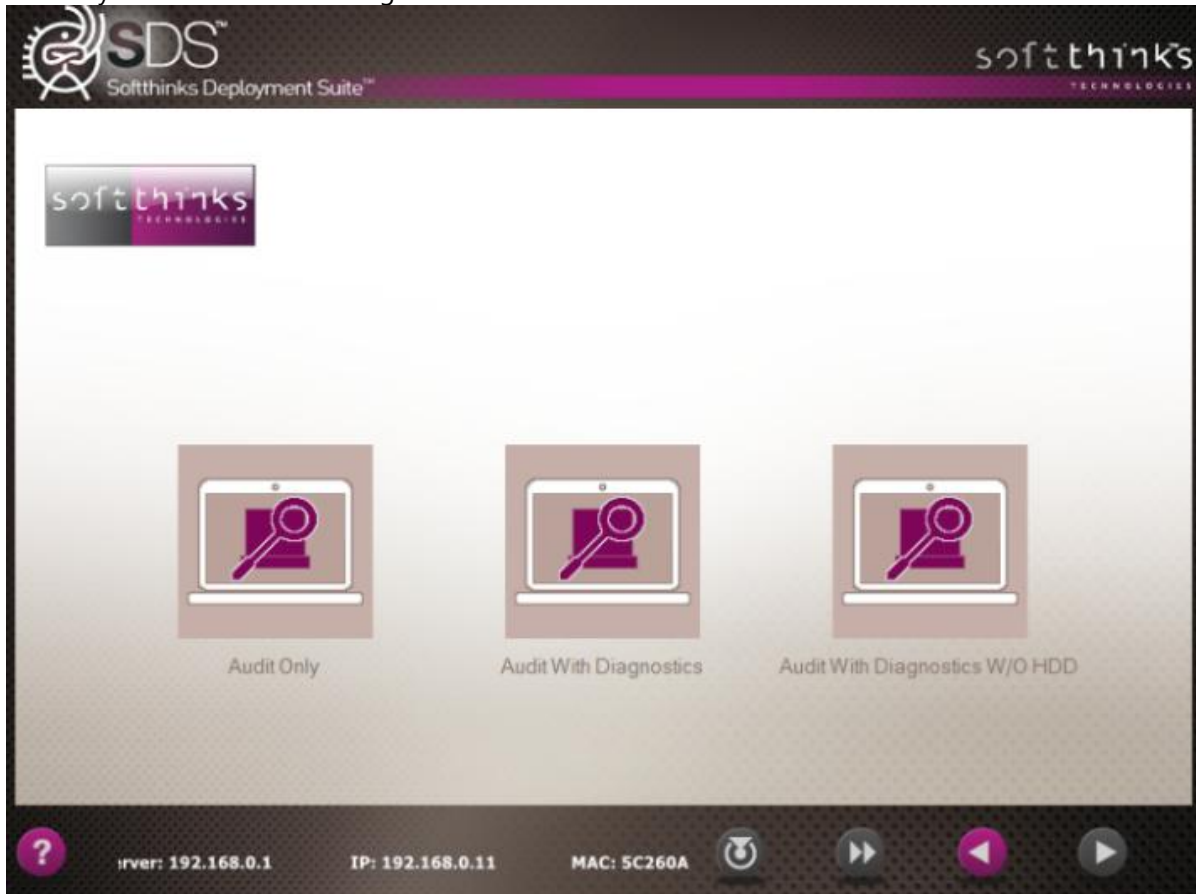 SDS™
Softthinks Deployment Suite™
softthinks
TECHNOLOGIES
softthinks
TECHNOLOGIES
Audit Only
Audit With Diagnostics
Audit With Diagnostics W/O HDD
?
rver: 192.168.0.1
IP: 192.168.0.11
MAC: 5C260A